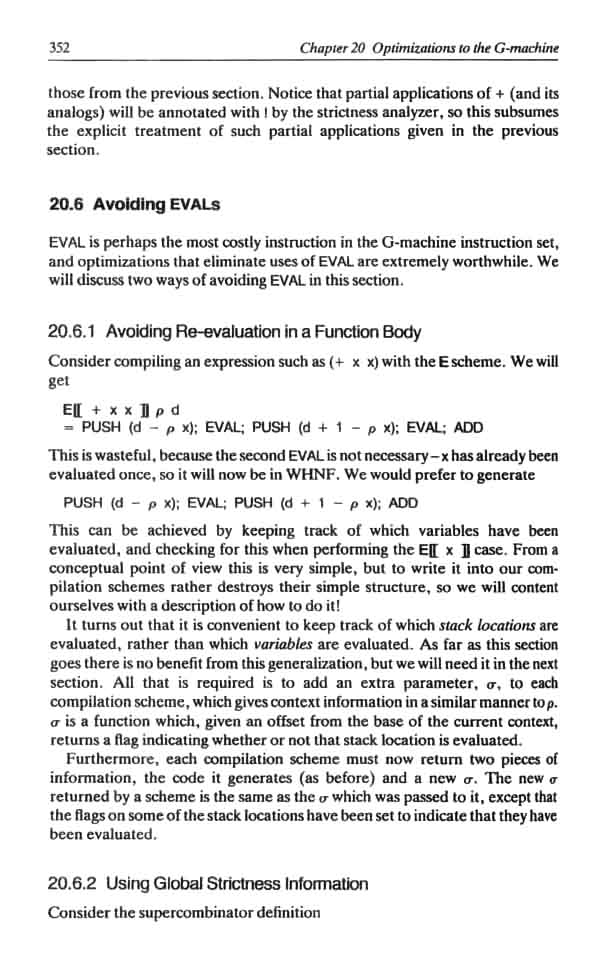 352 Chapter 20 Optimizations to the G-machine
those from the previous section. Notice that partial applications of + (and its
analogs) will be annotated with ! by the strictness analyzer, so this subsumes
the explicit treatment of such partial applications given in the previous
section.
20.6 Avoiding EVALs
EVAL is perhaps the most costly instruction in the G-machine instruction set,
and optimizations that eliminate uses of EVAL are extremely worthwhile. We
will discuss two ways of avoiding EVAL in this section.
20.6.1 Avoiding Re-evaluation in a Function Body
Consider compiling an expression such as (+ x x) with the E scheme. We will
get
E⟦ + x x ⟧ ρ d
= PUSH (d − ρ x); EVAL; PUSH (d + 1 − ρ x); EVAL; ADD
This is wasteful, because the second EVAL is not necessary – x has already been
evaluated once, so it will now be in WHNF. We would prefer to generate
PUSH (d − ρ x); EVAL; PUSH (d + 1 − ρ x); ADD
This can be achieved by keeping track of which variables have been
evaluated, and checking for this when performing the E⟦ x ⟧ case. From a
conceptual point of view this is very simple, but to write it into our com-
pilation schemes rather destroys their simple structure, so we will content
ourselves with a description of how to do it!
It turns out that it is convenient to keep track of which stack locations are
evaluated, rather than which variables are evaluated. As far as this section
goes there is no benefit from this generalization, but we will need it in the next
section. All that is required is to add an extra parameter, σ, to each
compilation scheme, which gives context information in a similar manner to ρ.
σ is a function which, given an offset from the base of the current context,
returns a flag indicating whether or not that stack location is evaluated.
Furthermore, each compilation scheme must now return two pieces of
information, the code it generates (as before) and a new σ. The new σ
returned by a scheme is the same as the σ which was passed to it, except that
the flags on some of the stack locations have been set to indicate that they have
been evaluated.
20.6.2 Using Global Strictness Information
Consider the supercombinator definition